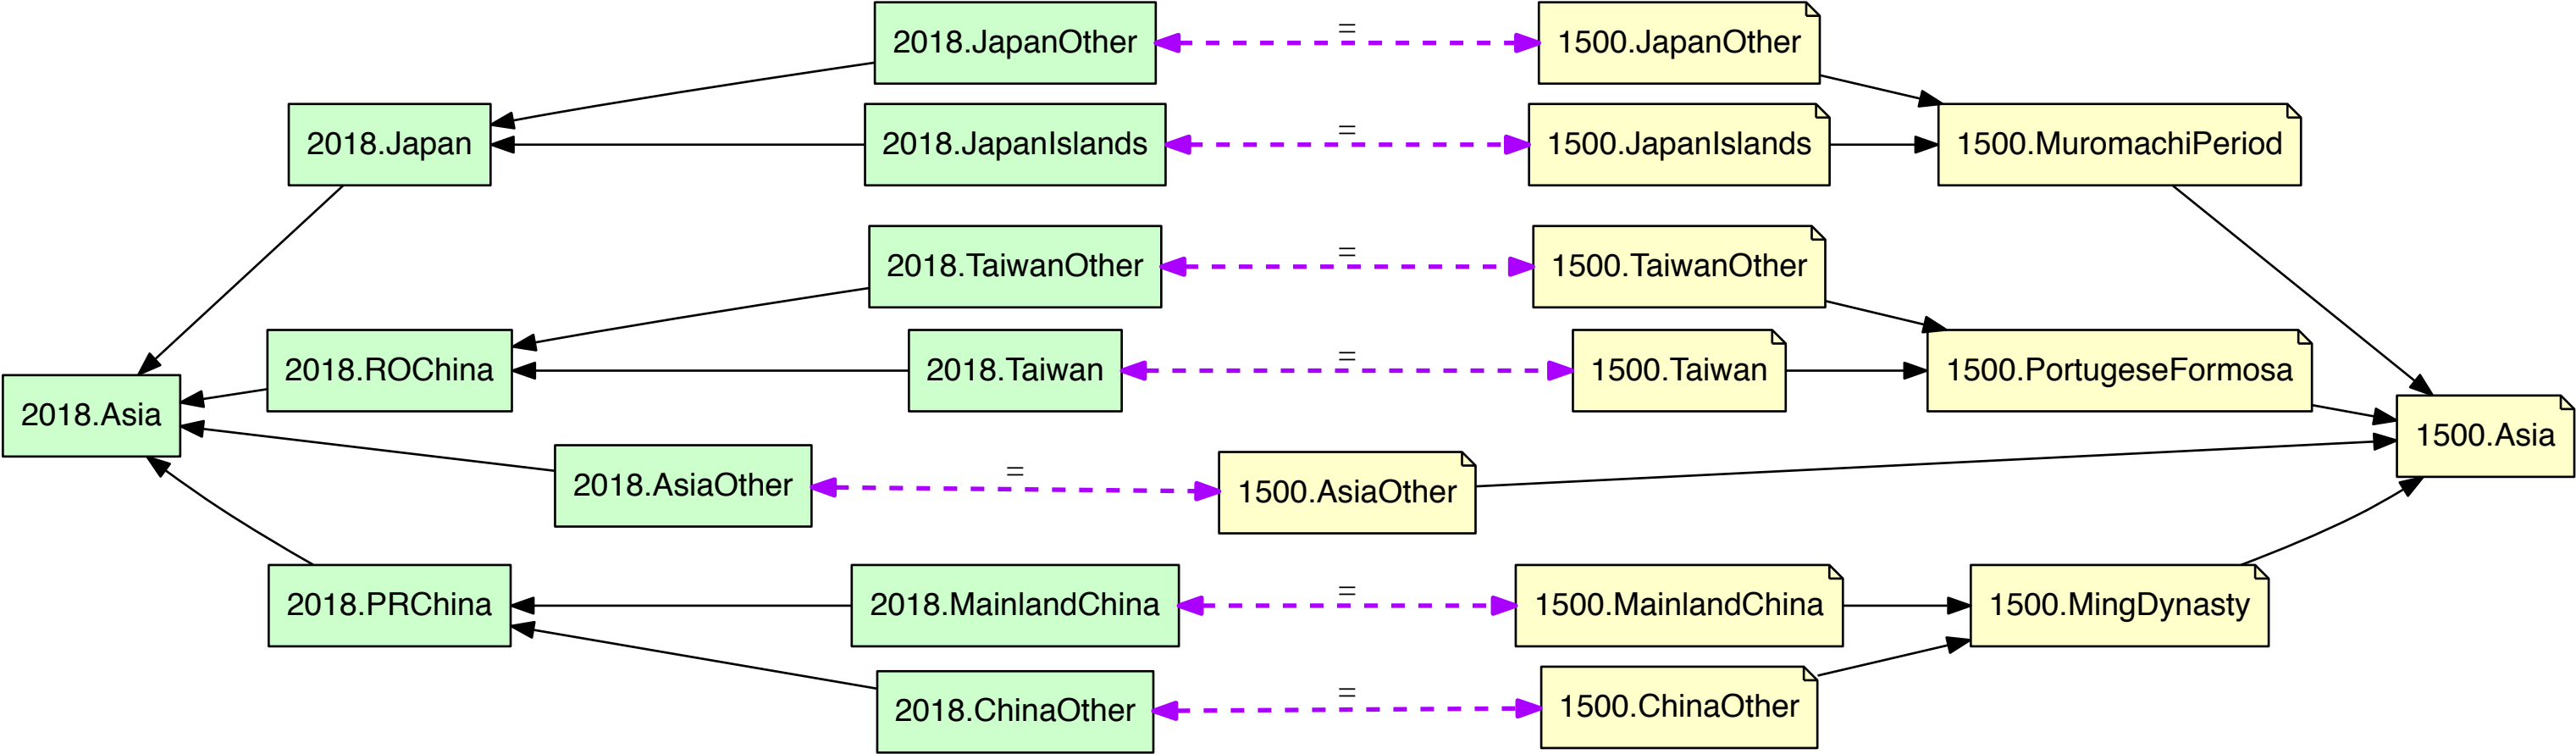 2018.JapanOther
=
1500.JapanOther
2018.Japan
2018.JapanIslands
=
1500.JapanIslands
1500.MuromachiPeriod
2018.TaiwanOther
=
1500.TaiwanOther
2018.ROChina
2018.Taiwan
=
1500.Taiwan
1500.PortugeseFormosa
2018.Asia
1500.Asia
2018.AsiaOther
=
1500.AsiaOther
2018.PRChina
2018.MainlandChina
=
1500.MainlandChina
1500.MingDynasty
2018.ChinaOther
=
1500.ChinaOther